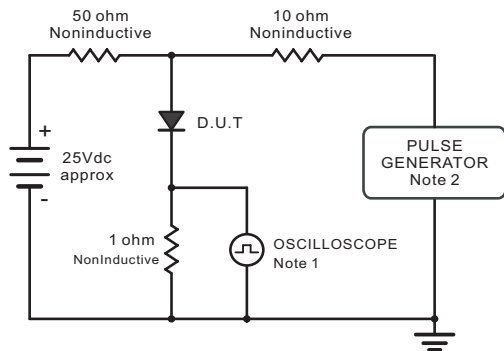 50 ohm
Noninductive
10 ohm
Noninductive
D.U.T
+
25Vdc
approx
-
PULSE
GENERATOR
Note 2
1 ohm
NonInductive
OSCILLOSCOPE
Note 1